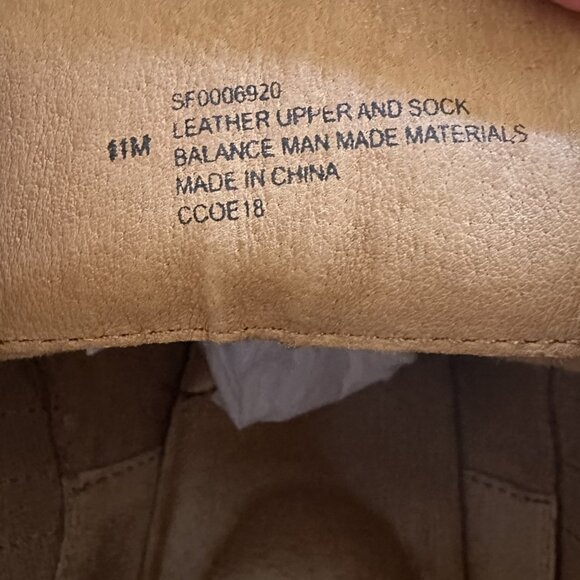 SF0006920
LEATHER UPPER AND SOCK
11M BALANCE MAN MADE MATERIALS
MADE IN CHINA
CCOE18